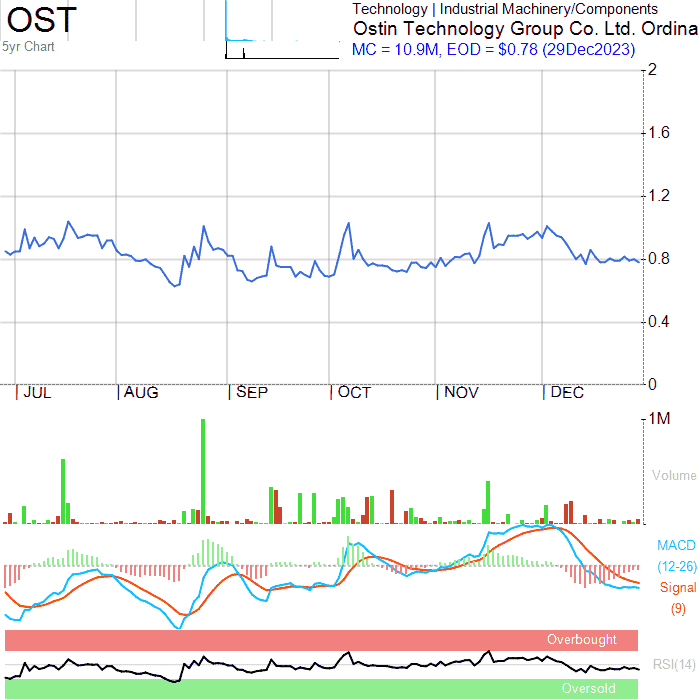 OST
5yr Chart
Technology | Industrial Machinery/Components
Ostin Technology Group Co. Ltd. Ordina
MC = 10.9M, EOD = $0.78 (29Dec2023)
2
1.6
1.2
0.8
0.4
0
JUL AUG SEP OCT NOV DEC
1M
Volume
MACD
(12-26)
Signal
(9)
Overbought
RSI(14)
Oversold